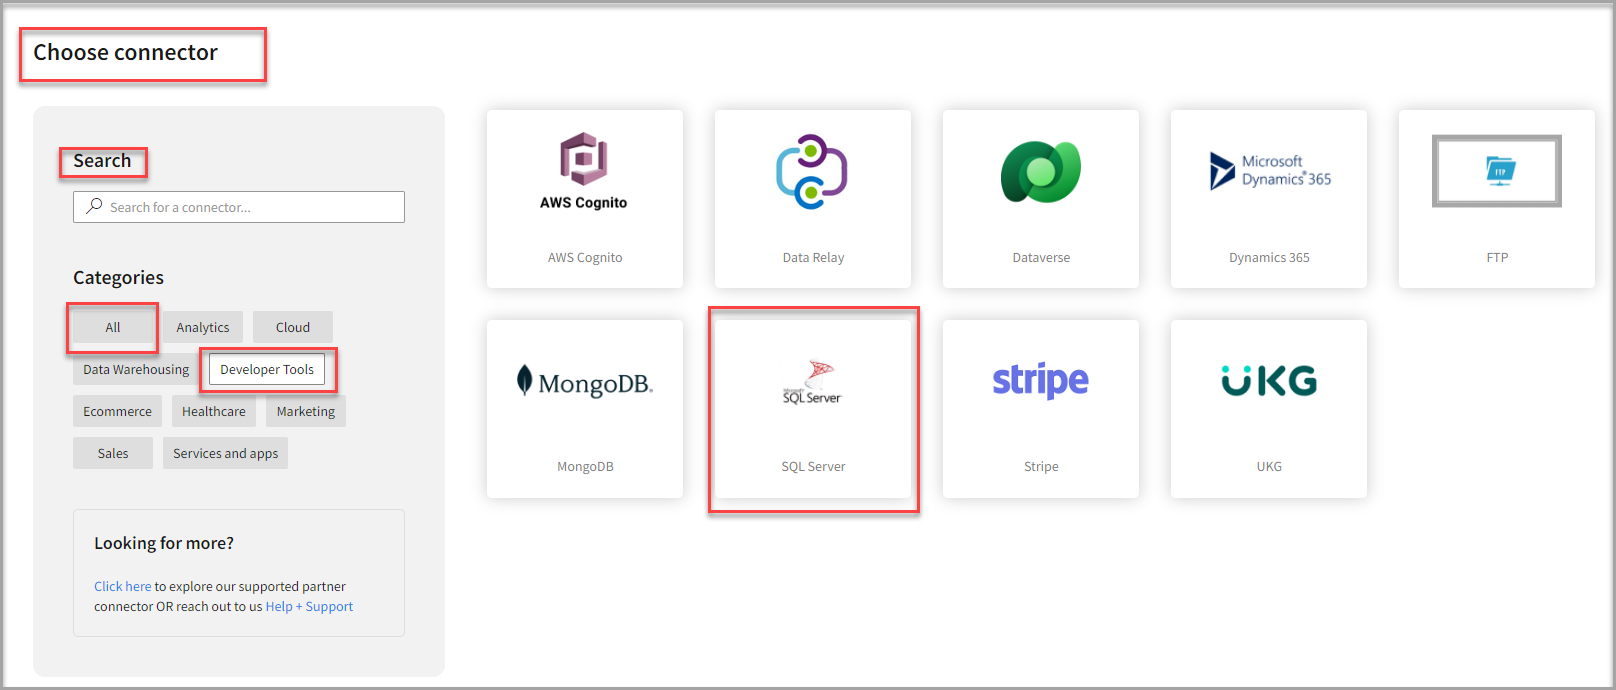 Choose connector
Search
Search for a connector...
Categories
All
Analytics
Cloud
Data Warehousing
Developer Tools
Ecommerce
Healthcare
Marketing
Sales
Services and apps
Looking for more?
Click here to explore our supported partner
connector OR reach out to us Help + Support
AWS Cognito
AWS Cognito
Data Relay
Dataverse
Microsoft
Dynamics 365
Dynamics 365
FTP
FTP
MongoDB.
MongoDB
Microsoft
SQL Server
SQL Server
stripe
Stripe
UKG
UKG